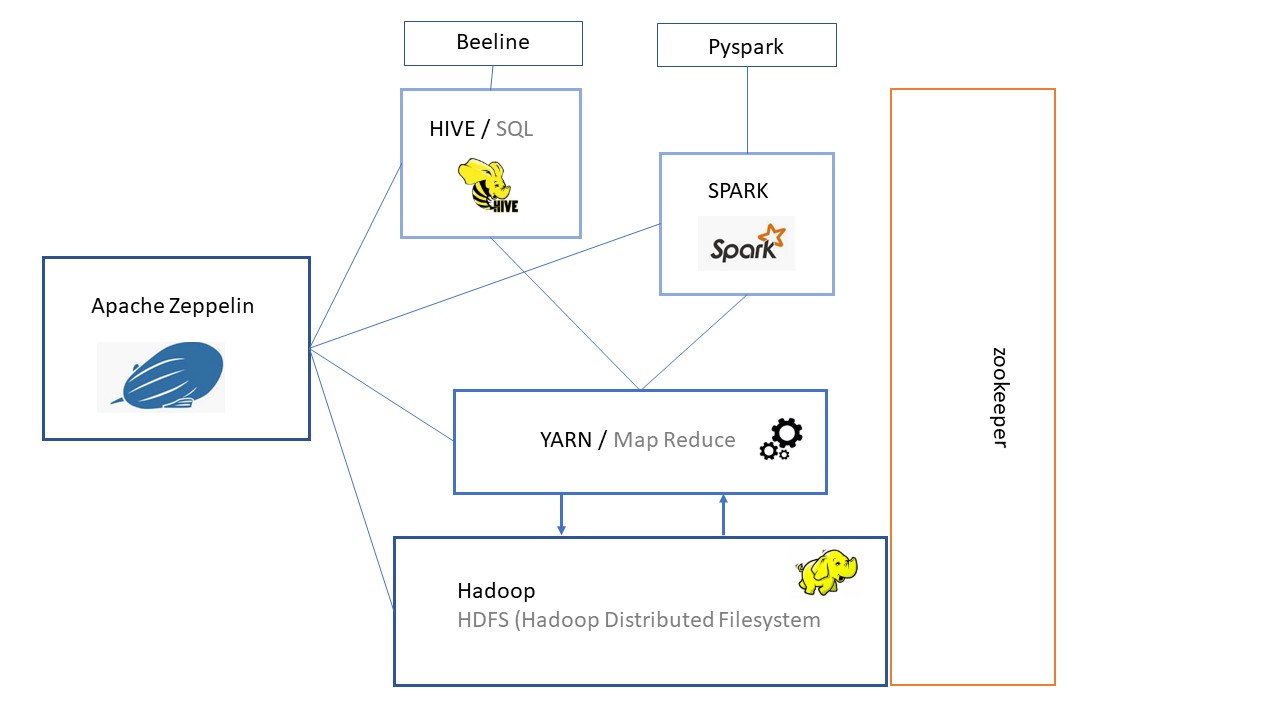 Beeline
Pyspark
HIVE / SQL
HIVE
SPARK
Spark
Apache Zeppelin
zookeeper
YARN / Map Reduce
Hadoop
HDFS (Hadoop Distributed Filesystem